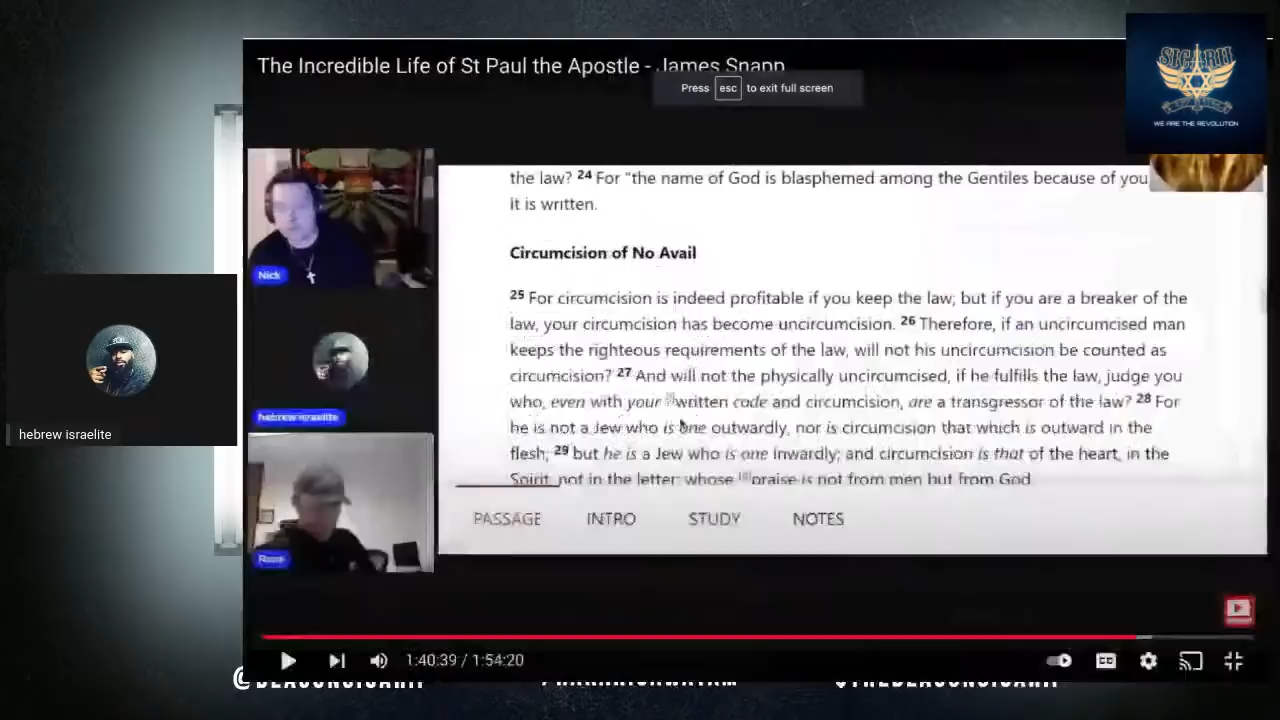 The Incredible Life of St Paul the Apostle - James Snapp
Press esc to exit full screen
SICARII
WE ARE THE REVOLUTION
the law? 24 For "the name of God is blasphemed among the Gentiles because of you
it is written.
Circumcision of No Avail
25 For circumcision is indeed profitable if you keep the law; but if you are a breaker of the
law, your circumcision has become uncircumcision. 26 Therefore, if an uncircumcised man
keeps the righteous requirements of the law, will not his uncircumcision be counted as
circumcision? 27 And will not the physically uncircumcised, if he fulfills the law, judge you
who, even with your written code and circumcision, are a transgressor of the law? 28 For
he is not a Jew who is one outwardly, nor is circumcision that which is outward in the
flesh; 29 but he is a Jew who is one inwardly; and circumcision is that of the heart, in the
Spirit, not in the letter; whose praise is not from men but from God
PASSAGE INTRO STUDY NOTES
Nick
hebrew israelite
hebrew israelite
1:40:39 / 1:54:20
CC